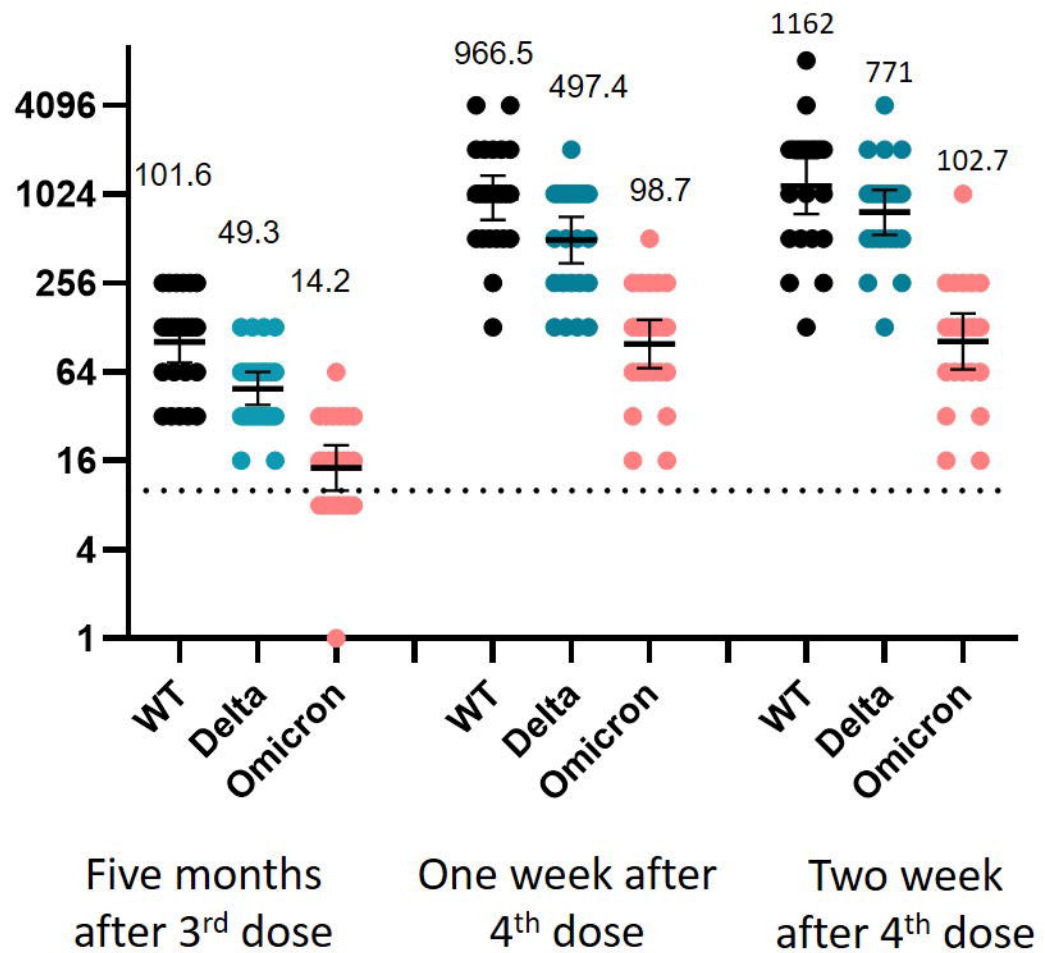 1162
966.5
771
497.4
4096
101.6
1024
98.7
102.7
49.3
256
14.2
64
16
4
1
WT
Delta
Omicron
WT
Delta
Omicron
WT
Delta
Omicron
Five months
after 3rd dose
One week after
4th dose
Two week
after 4th dose